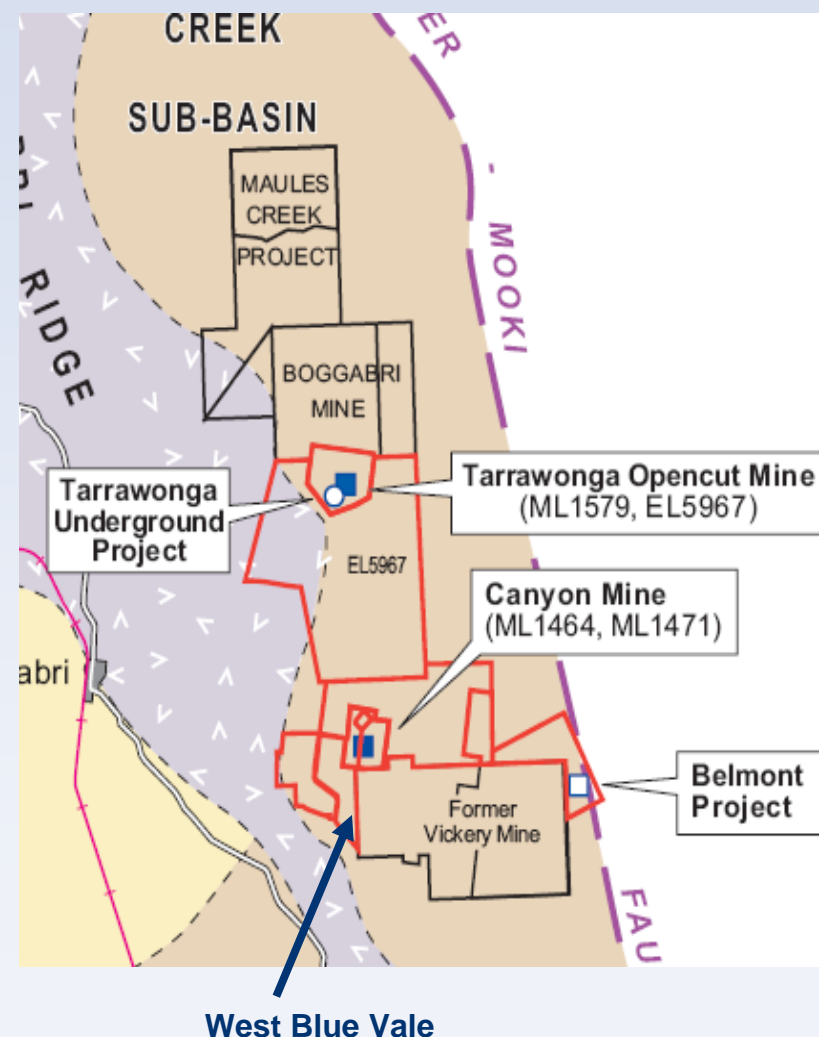 CREEK
SUB-BASIN
ER
- MOOKI
MAULES
CREEK
PROJECT
RIDGE
BOGGABRI
MINE
Tarrawonga
Underground
Project
Tarrawonga Opencut Mine
(ML1579, EL5967)
EL5967
Canyon Mine
(ML1464, ML1471)
abri
Belmont
Project
Former
Vickery Mine
FAU
West Blue Vale